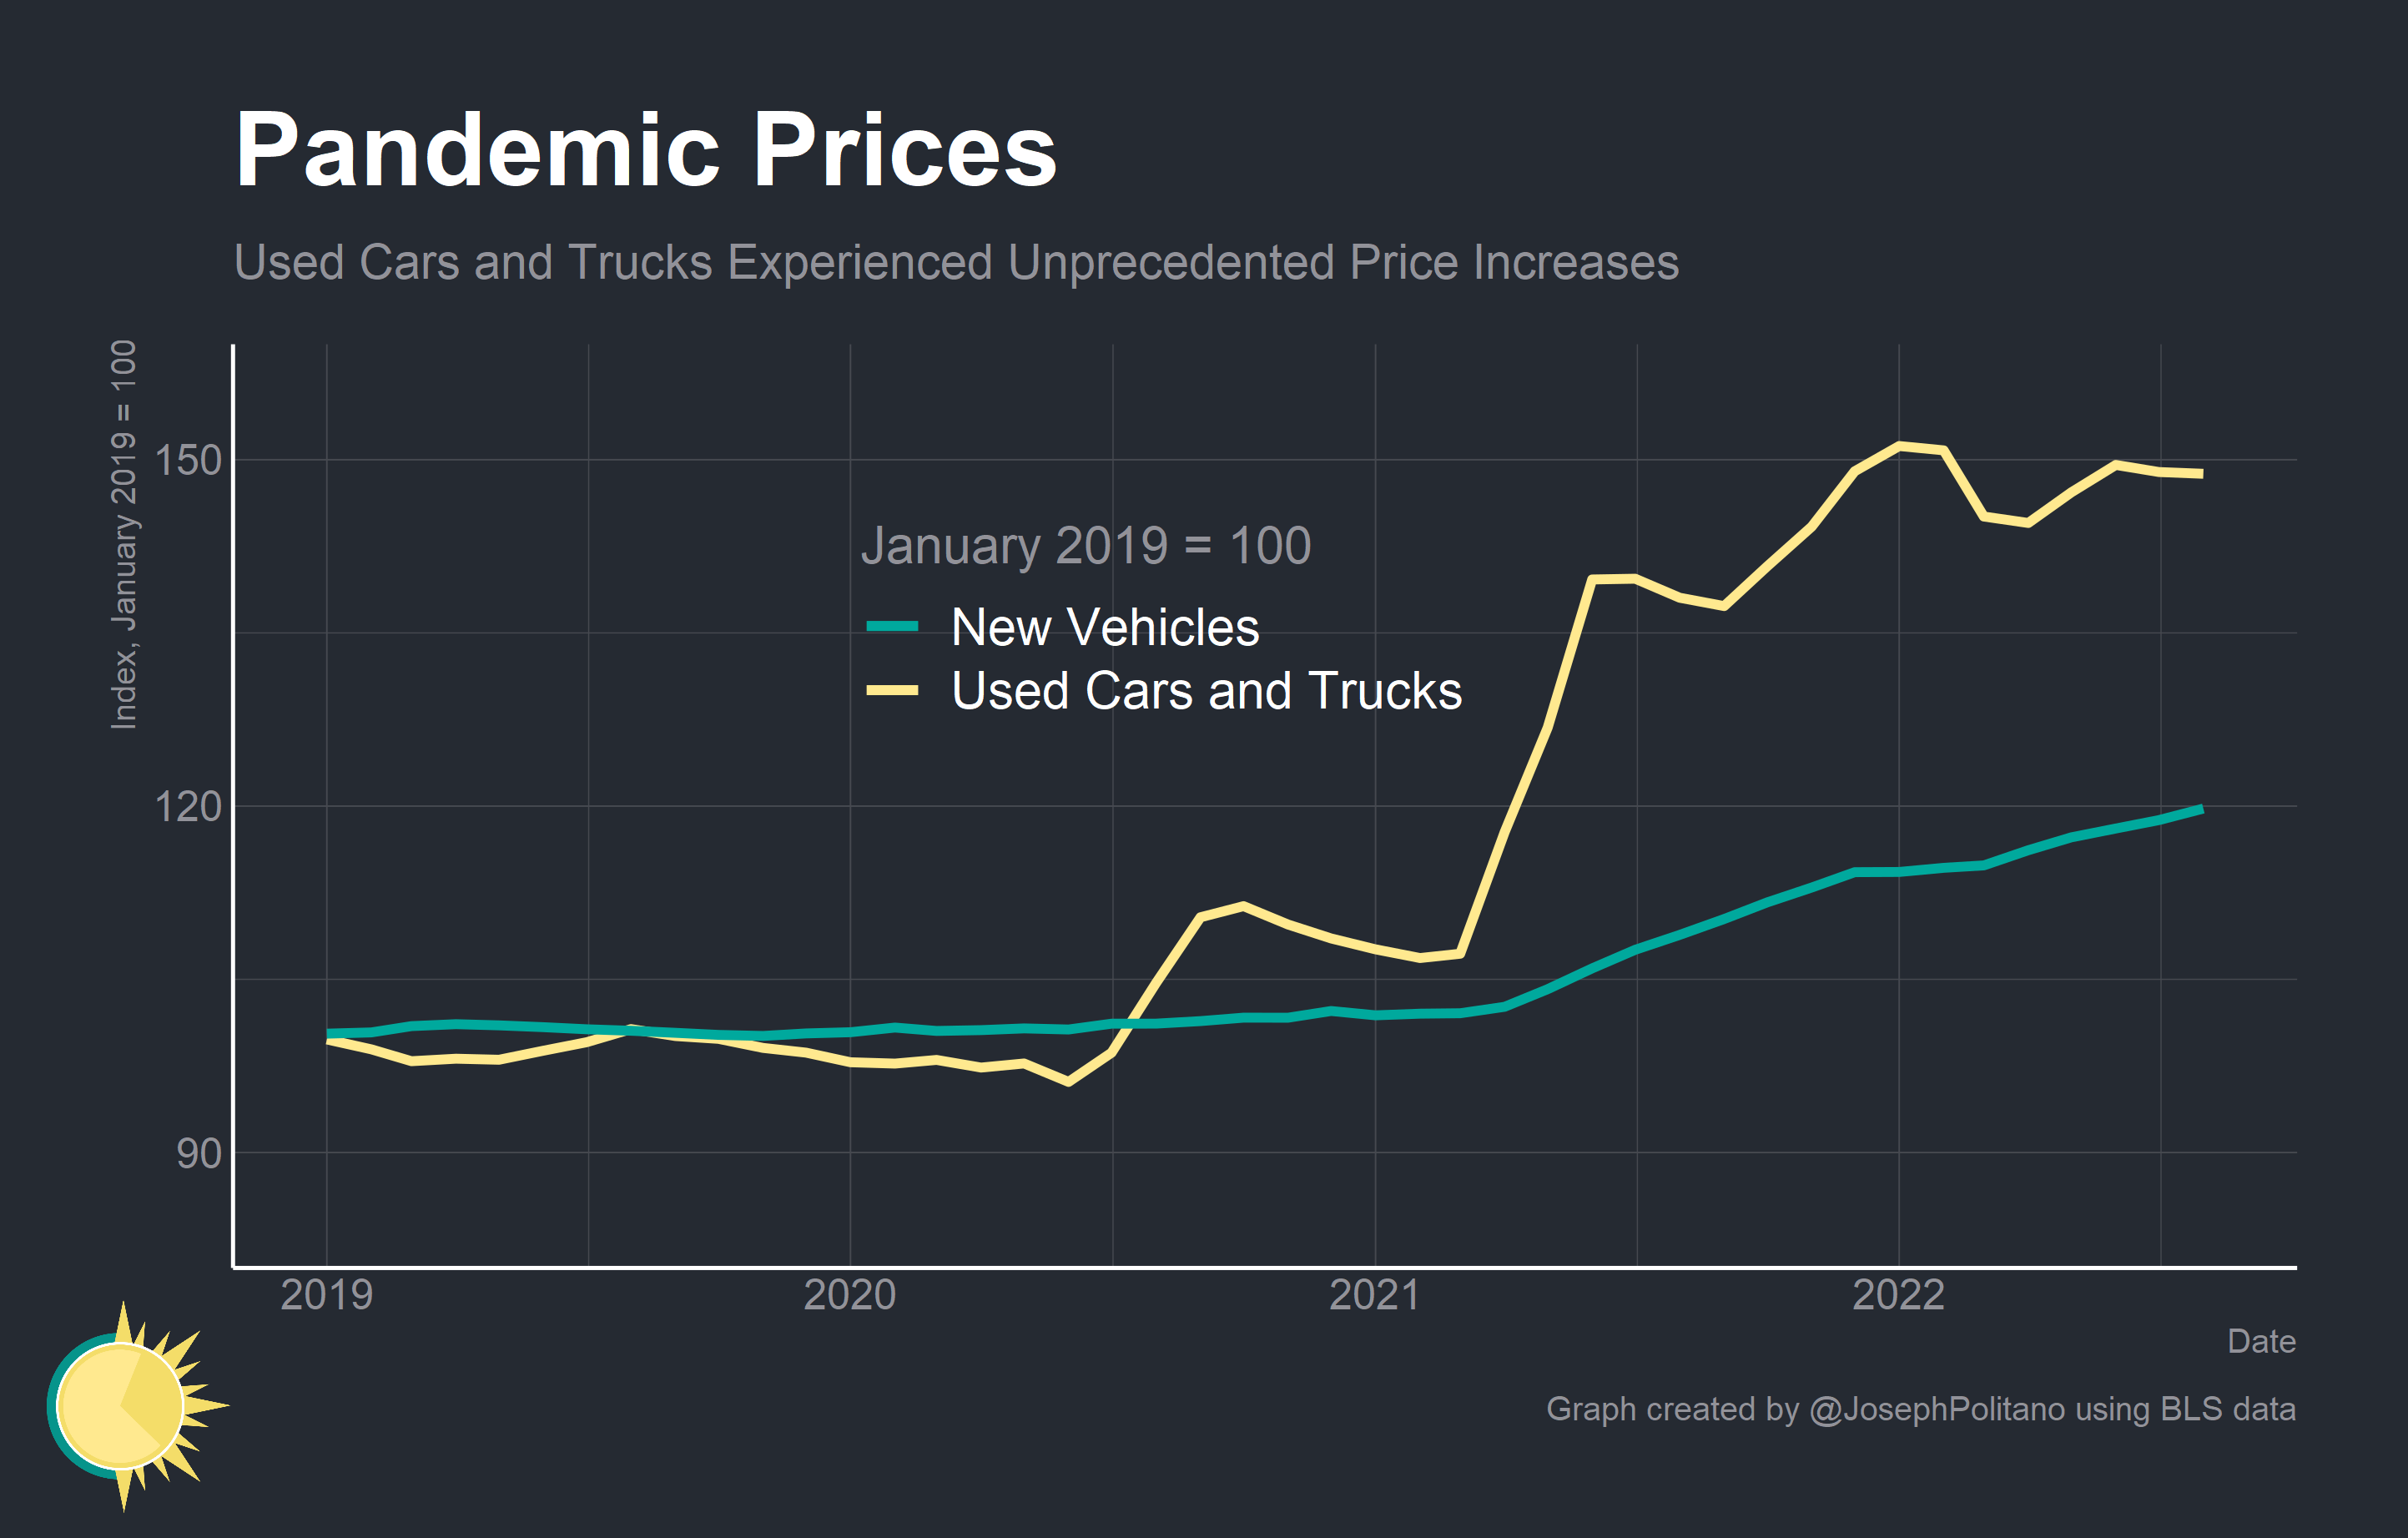 Pandemic Prices
Used Cars and Trucks Experienced Unprecedented Price Increases
Index, January 2019 = 100
150
120
90
January 2019 = 100
New Vehicles
Used Cars and Trucks
2019 2020 2021 2022
Date
Graph created by @JosephPolitano using BLS data